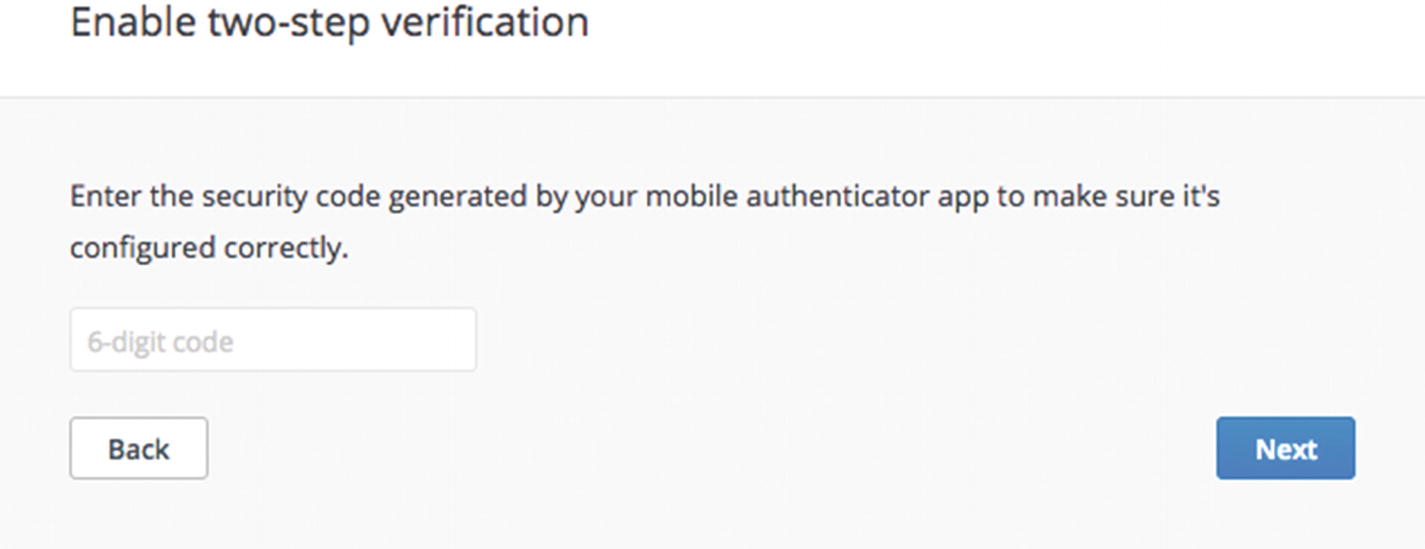 Enable two-step verification
Enter the security code generated by your mobile authenticator app to make sure it's
configured correctly.
6-digit code
Back
Next